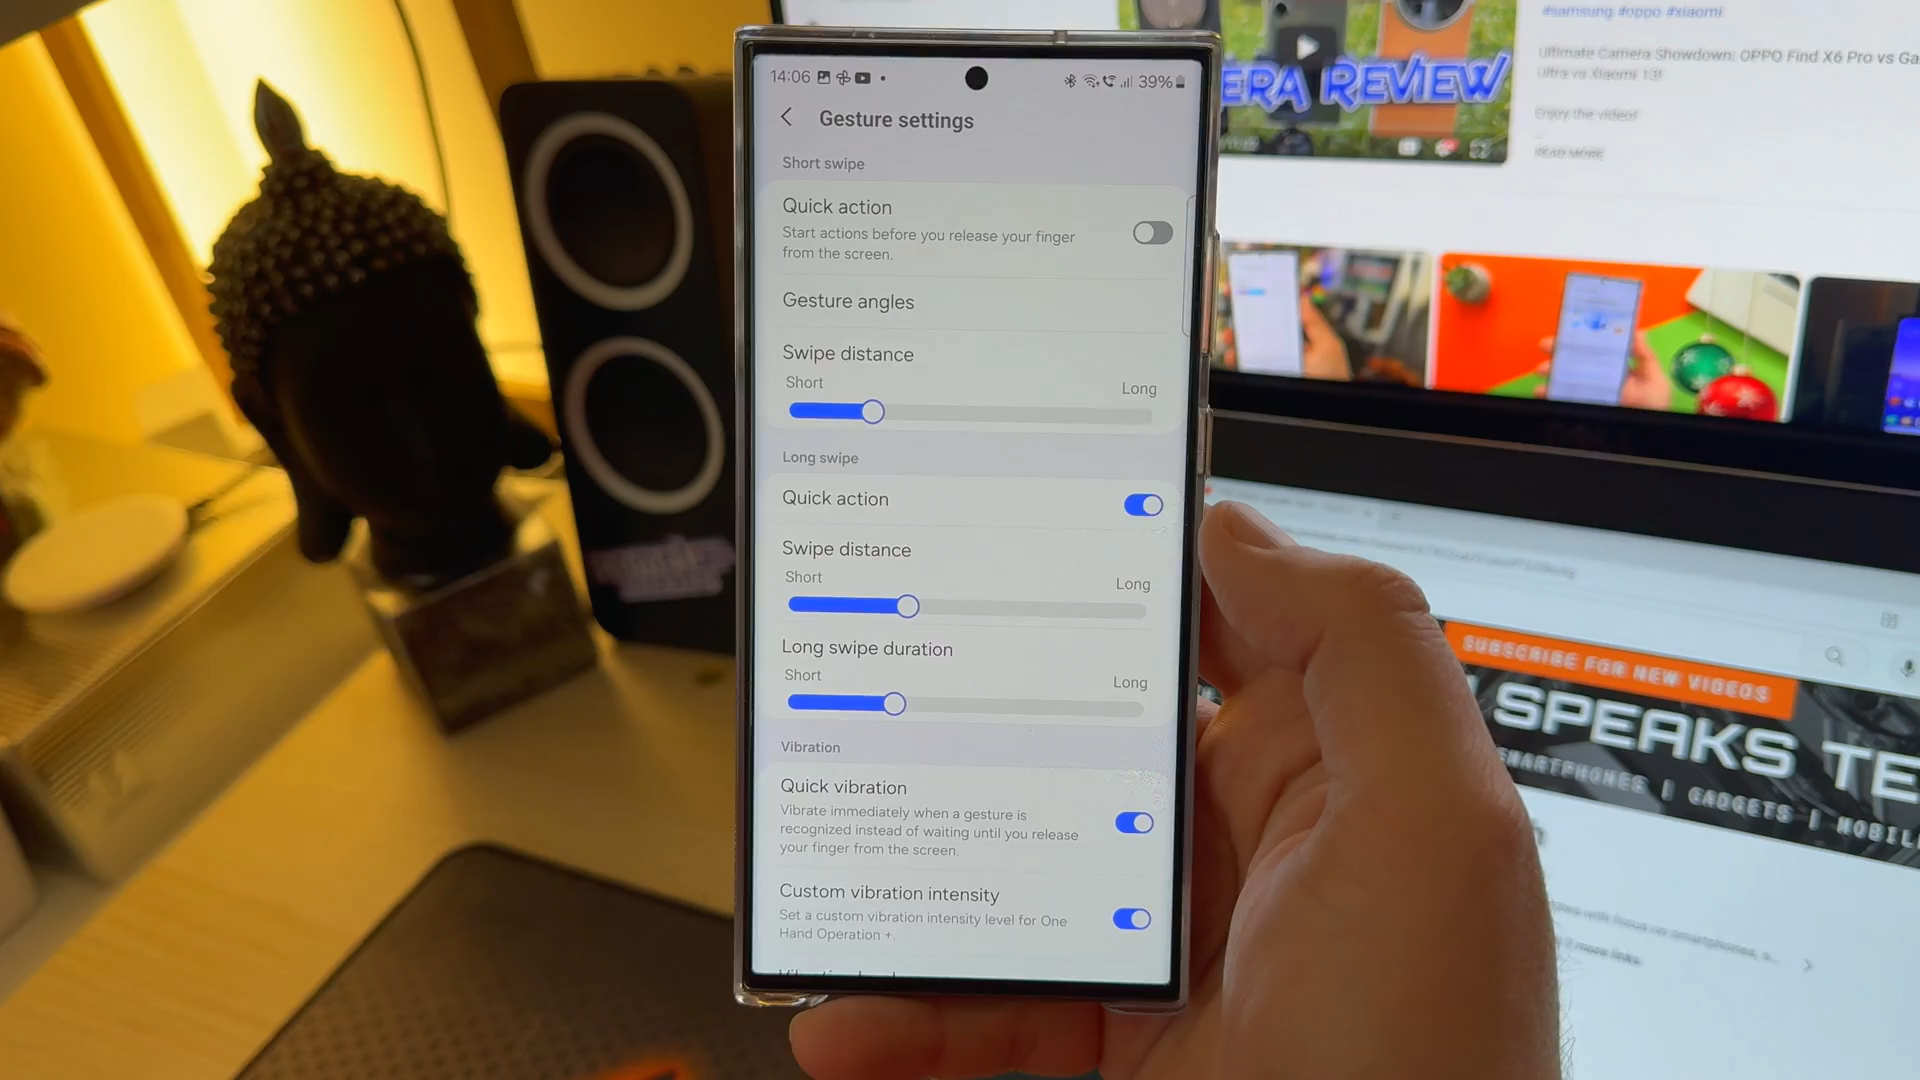 14:06
39%
Gesture settings
Short swipe
Quick action
Start actions before you release your finger
from the screen.
Gesture angles
Swipe distance
Short
Long
Long swipe
Quick action
Swipe distance
Short
Long
Long swipe duration
Short
Long
Vibration
Quick vibration
Vibrate immediately when a gesture is
recognized instead of waiting until you release
your finger from the screen.
Custom vibration intensity
Set a custom vibration intensity level for One
Hand Operation +.
ERA REVIEW
#samsung #oppo #xiaomi
Ultimate Camera Showdown: OPPO Find X6 Pro vs Ga
Ultra vs Xiaomi 13!
Enjoy the video!
READ MORE
SUBSCRIBE FOR NEW VIDEOS
SPEAKS TE
SMARTPHONES | GADGETS | MOBIL